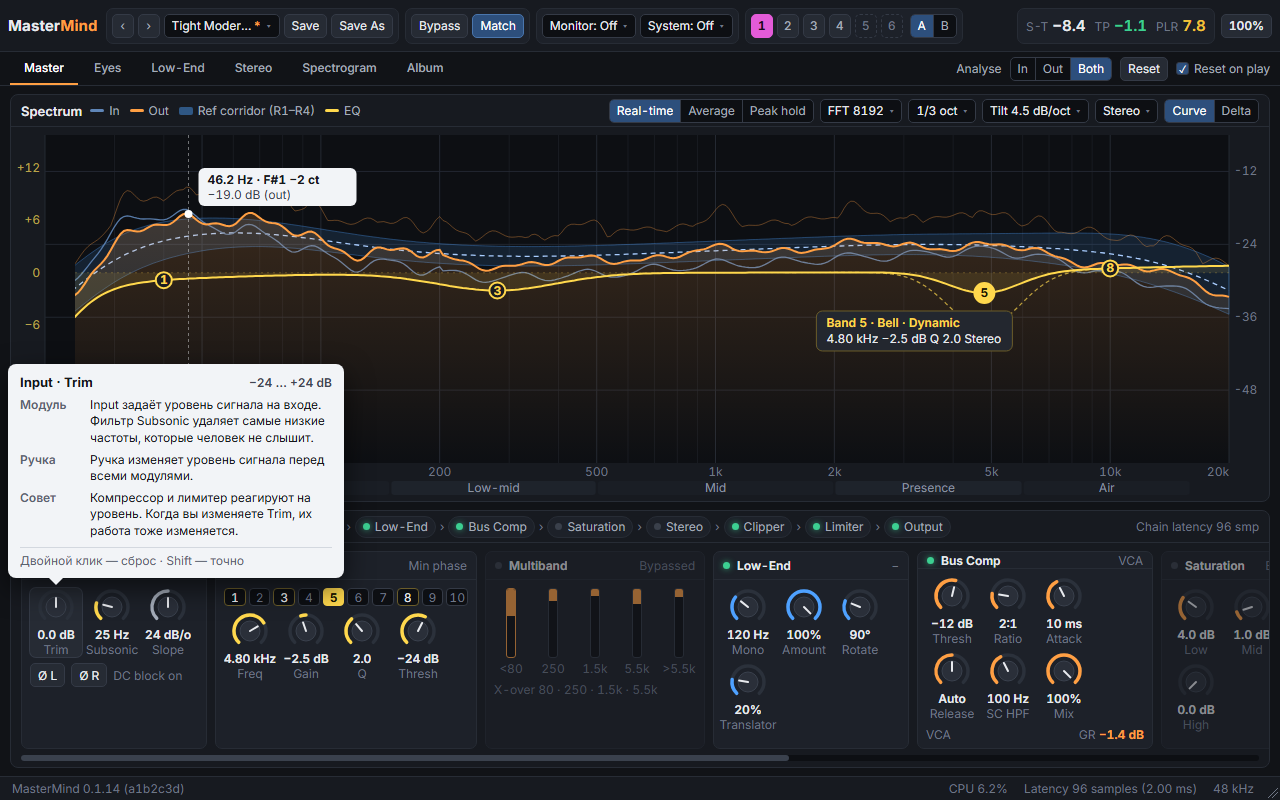 MasterMind ‹ › Tight Moder... * Save Save As Bypass Match Monitor: Off System: Off 1 2 3 4 5 6 A B S-T −8.4 TP −1.1 PLR 7.8 100%
Master Eyes Low-End Stereo Spectrogram Album Analyse In Out Both Reset Reset on play
Spectrum In Out Ref corridor (R1–R4) EQ Real-time Average Peak hold FFT 8192 1/3 oct Tilt 4.5 dB/oct Stereo Curve Delta
+12 -12
46.2 Hz · F#1 −2 ct
−19.0 dB (out)
+6
-24
0
1 3 5 8
−6 -36
Band 5 · Bell · Dynamic
4.80 kHz −2.5 dB Q 2.0 Stereo
-48
Input · Trim −24 ... +24 dB
Модуль Input задаёт уровень сигнала на входе.
Фильтр Subsonic удаляет самые низкие
частоты, которые человек не слышит.
Ручка Ручка изменяет уровень сигнала перед
всеми модулями.
Совет Компрессор и лимитер реагируют на
уровень. Когда вы изменяете Trim, их
работа тоже изменяется.
Двойной клик — сброс · Shift — точно
200 500 1k 2k 5k 10k 20k
Low-mid Mid Presence Air
› Low-End › Bus Comp › Saturation › Stereo › Clipper › Limiter › Output Chain latency 96 smp
Min phase
1 2 3 4 5 6 7 8 9 10
0.0 dB 25 Hz 24 dB/o
Trim Subsonic Slope
Ø L Ø R DC block on
4.80 kHz −2.5 dB 2.0 −24 dB
Freq Gain Q Thresh
Multiband Bypassed
<80 250 1.5k 5.5k >5.5k
X-over 80 · 250 · 1.5k · 5.5k
Low-End –
120 Hz 100% 90°
Mono Amount Rotate
20%
Translator
Bus Comp VCA
−12 dB 2:1 10 ms
Thresh Ratio Attack
Auto 100 Hz 100%
Release SC HPF Mix
VCA GR −1.4 dB
Saturation
4.0 dB 1.0 dB
Low Mid
0.0 dB
High
MasterMind 0.1.14 (a1b2c3d) CPU 6.2% Latency 96 samples (2.00 ms) 48 kHz